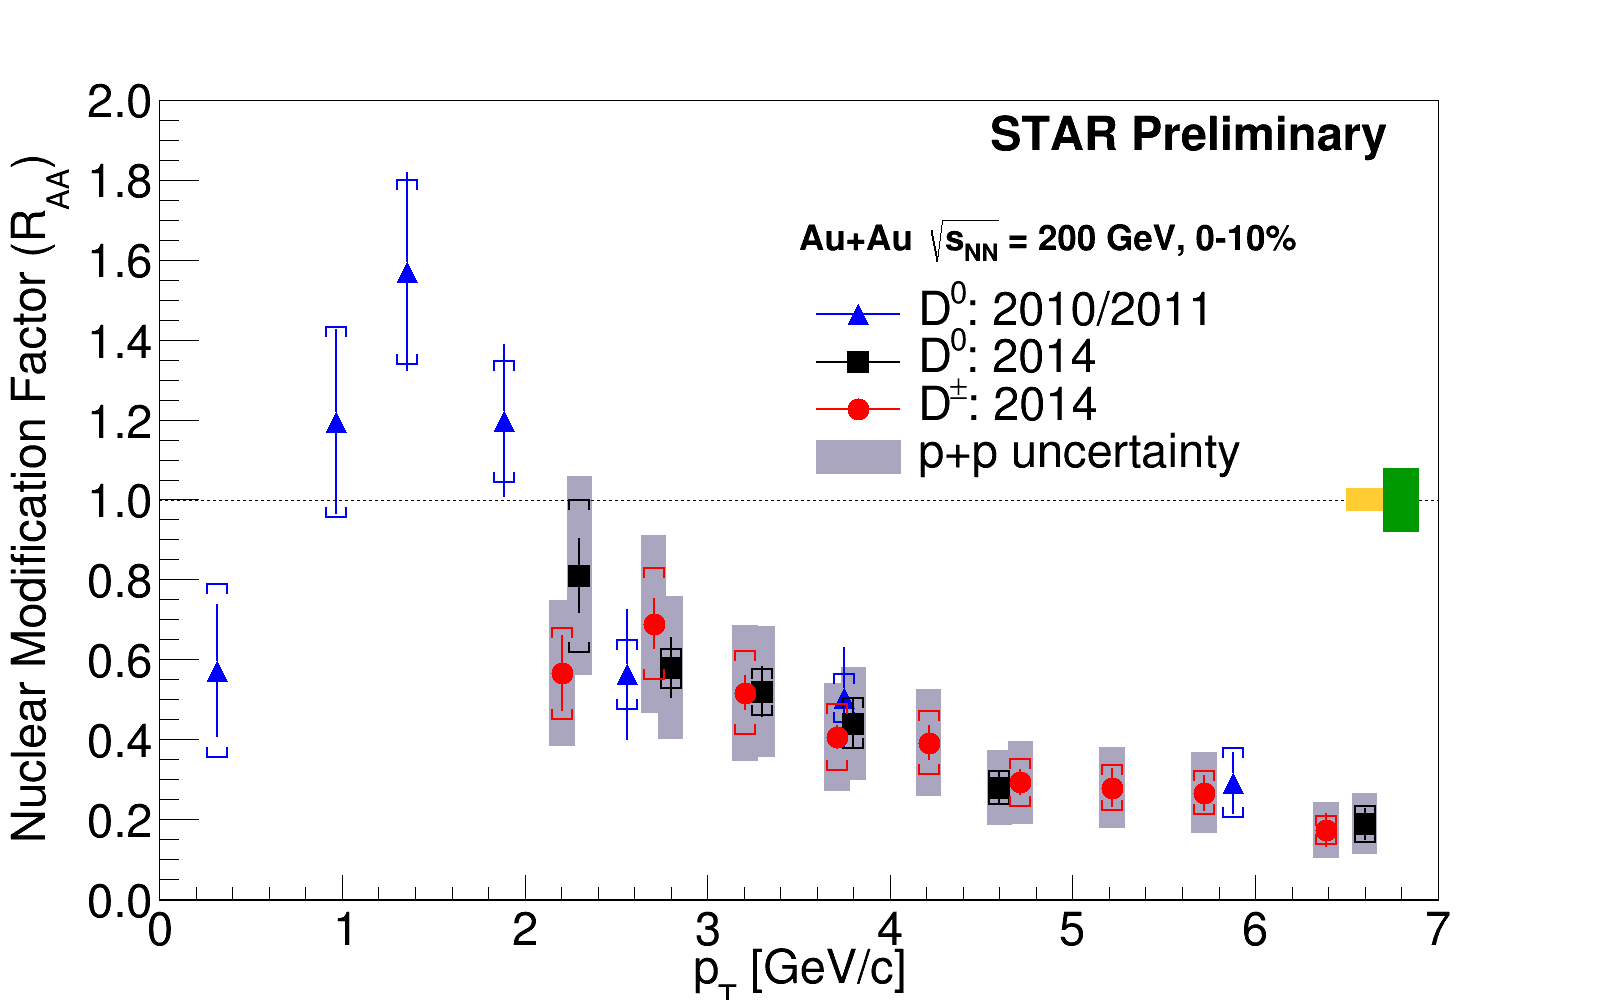 STAR Preliminary
Au+Au √sNN = 200 GeV, 0-10%
D0: 2010/2011
D0: 2014
D±: 2014
p+p uncertainty
Nuclear Modification Factor (RAA)
2.0
1.8
1.6
1.4
1.2
1.0
0.8
0.6
0.4
0.2
0.0
0 1 2 3 4 5 6 7
pT [GeV/c]